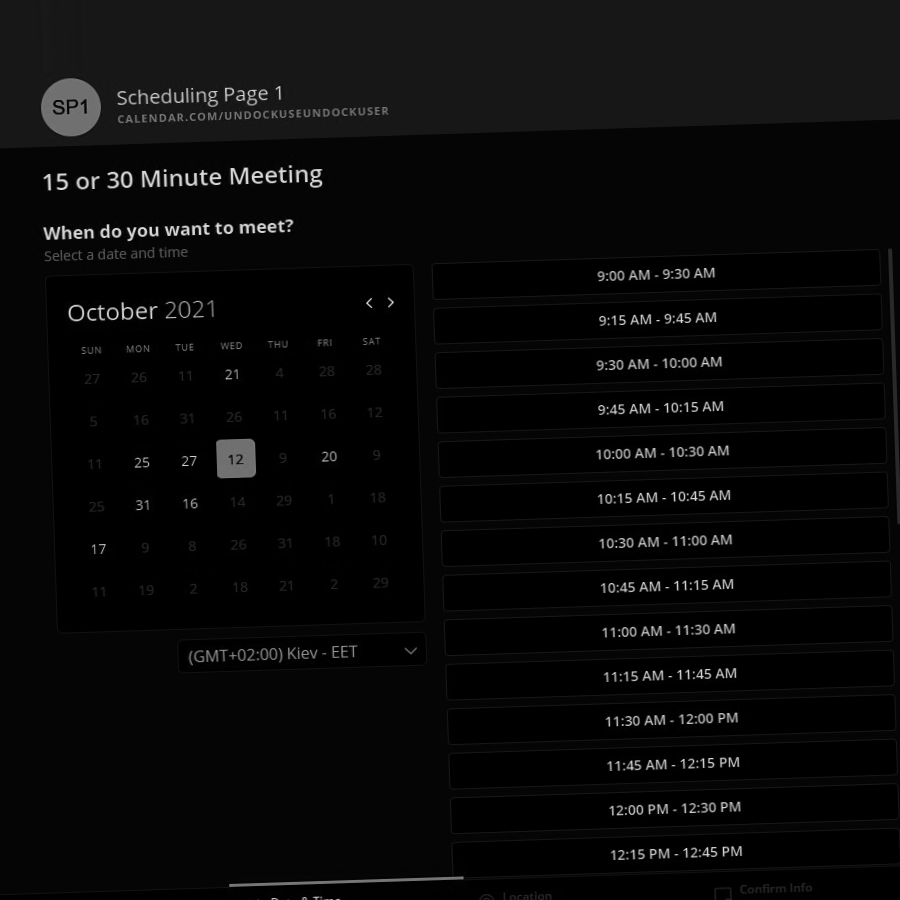 SP1
Scheduling Page 1
CALENDAR.COM/UNDOCKUSEUNDOCKUSER
15 or 30 Minute Meeting
When do you want to meet?
Select a date and time
October 2021
SUN MON TUE WED THU FRI SAT
27 26 11 21 4 28 28
5 16 31 26 11 16 12
11 25 27 12 9 20 9
25 31 16 14 29 1 18
17 9 8 26 31 18 10
11 19 2 18 21 2 29
(GMT+02:00) Kiev - EET
9:00 AM - 9:30 AM
9:15 AM - 9:45 AM
9:30 AM - 10:00 AM
9:45 AM - 10:15 AM
10:00 AM - 10:30 AM
10:15 AM - 10:45 AM
10:30 AM - 11:00 AM
10:45 AM - 11:15 AM
11:00 AM - 11:30 AM
11:15 AM - 11:45 AM
11:30 AM - 12:00 PM
11:45 AM - 12:15 PM
12:00 PM - 12:30 PM
12:15 PM - 12:45 PM
Date & Time
Location
Confirm Info